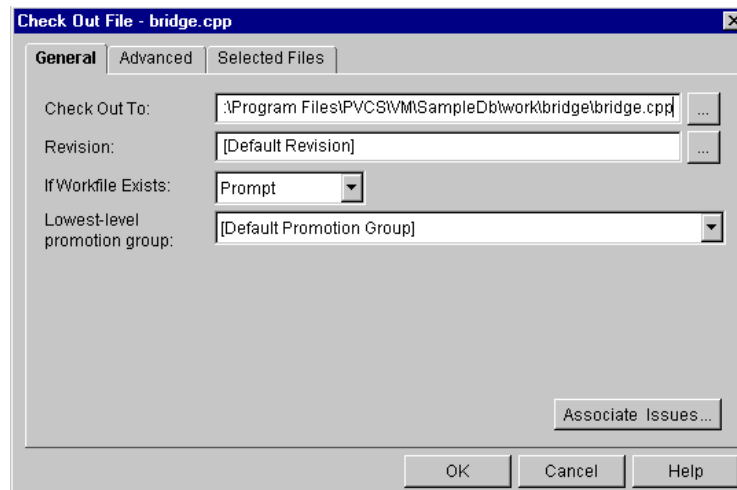 Check Out File - bridge.cpp
General Advanced Selected Files
Check Out To: :\Program Files\PVCS\VM\SampleDb\work\bridge\bridge.cpp ...
Revision: [Default Revision] ...
If Workfile Exists: Prompt
Lowest-level
promotion group: [Default Promotion Group]
Associate Issues...
OK Cancel Help